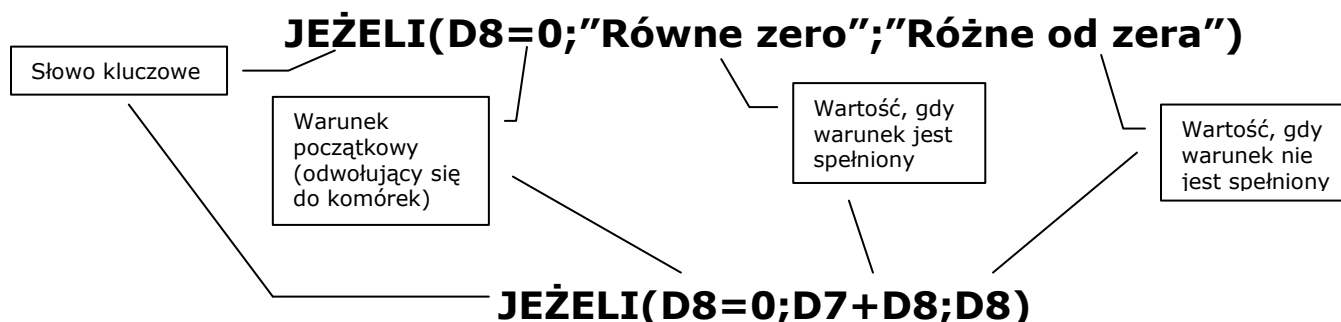 JEŻELI(D8=0;”Równe zero”;”Różne od zera”)
Słowo kluczowe
Warunek
początkowy
(odwołujący się
do komórek)
Wartość, gdy
warunek jest
spełniony
Wartość, gdy
warunek nie
jest spełniony
JEŻELI(D8=0;D7+D8;D8)